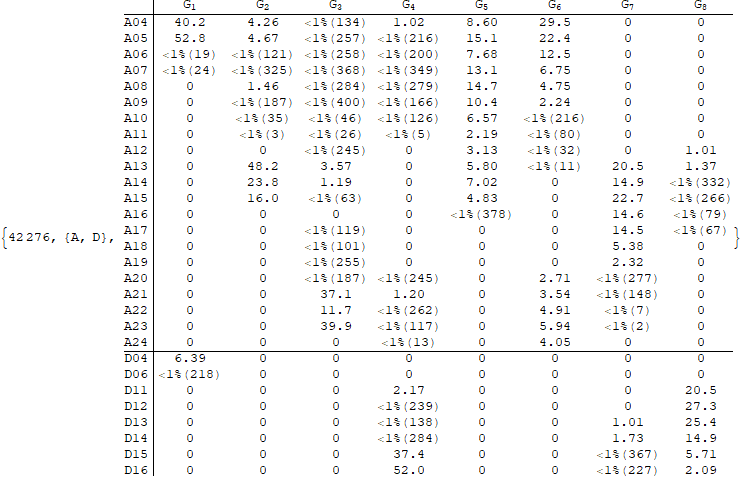 G1 G2 G3 G4 G5 G6 G7 G8
A04 40.2 4.26 <1%(134) 1.02 8.60 29.5 0 0
A05 52.8 4.67 <1%(257) <1%(216) 15.1 22.4 0 0
A06 <1%(19) <1%(121) <1%(258) <1%(200) 7.68 12.5 0 0
A07 <1%(24) <1%(325) <1%(368) <1%(349) 13.1 6.75 0 0
A08 0 1.46 <1%(284) <1%(279) 14.7 4.75 0 0
A09 0 <1%(187) <1%(400) <1%(166) 10.4 2.24 0 0
A10 0 <1%(35) <1%(46) <1%(126) 6.57 <1%(216) 0 0
A11 0 <1%(3) <1%(26) <1%(5) 2.19 <1%(80) 0 0
A12 0 0 <1%(245) 0 3.13 <1%(32) 0 1.01
A13 0 48.2 3.57 0 5.80 <1%(11) 20.5 1.37
A14 0 23.8 1.19 0 7.02 0 14.9 <1%(332)
A15 0 16.0 <1%(63) 0 4.83 0 22.7 <1%(266)
A16 0 0 0 0 <1%(378) 0 14.6 <1%(79)
{42276, {A, D}, A17 0 0 <1%(119) 0 0 0 14.5 <1%(67) }
A18 0 0 <1%(101) 0 0 0 5.38 0
A19 0 0 <1%(255) 0 0 0 2.32 0
A20 0 0 <1%(187) <1%(245) 0 2.71 <1%(277) 0
A21 0 0 37.1 1.20 0 3.54 <1%(148) 0
A22 0 0 11.7 <1%(262) 0 4.91 <1%(7) 0
A23 0 0 39.9 <1%(117) 0 5.94 <1%(2) 0
A24 0 0 0 <1%(13) 0 4.05 0 0
D04 6.39 0 0 0 0 0 0 0
D06 <1%(218) 0 0 0 0 0 0 0
D11 0 0 0 2.17 0 0 0 20.5
D12 0 0 0 <1%(239) 0 0 0 27.3
D13 0 0 0 <1%(138) 0 0 1.01 25.4
D14 0 0 0 <1%(284) 0 0 1.73 14.9
D15 0 0 0 37.4 0 0 <1%(367) 5.71
D16 0 0 0 52.0 0 0 <1%(227) 2.09